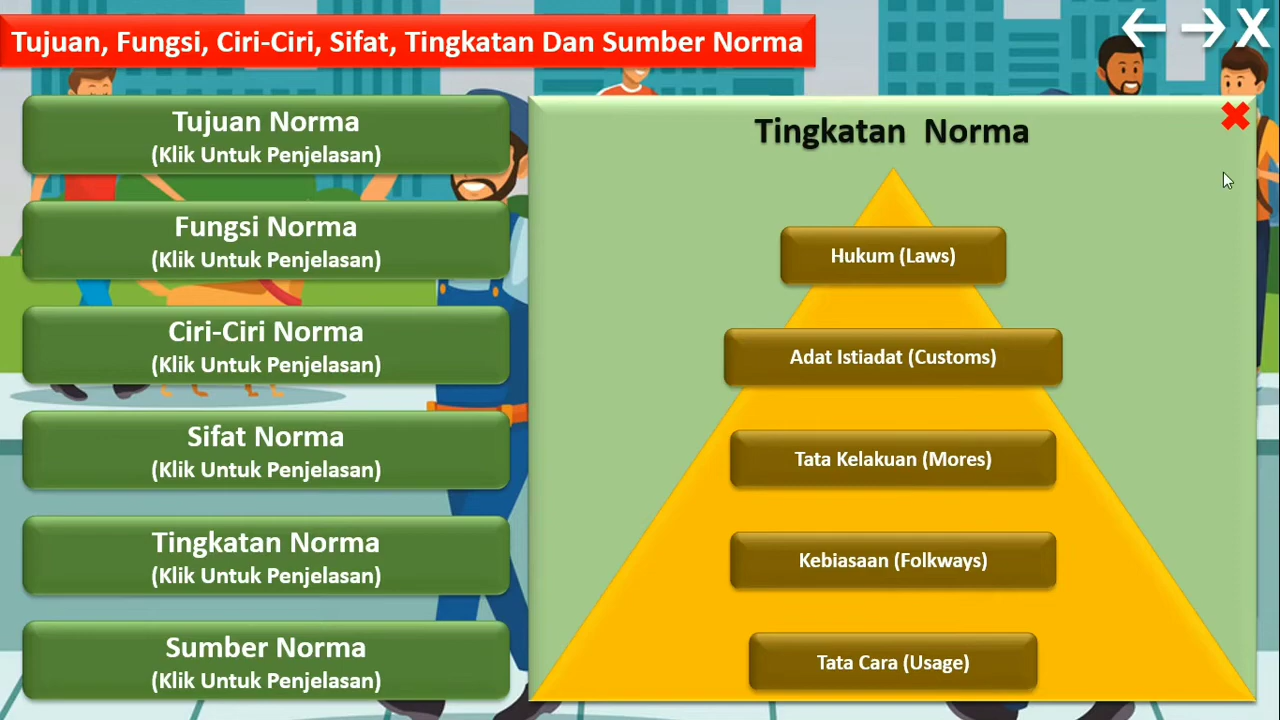 Tujuan, Fungsi, Ciri-Ciri, Sifat, Tingkatan Dan Sumber Norma
X
Tujuan Norma
(Klik Untuk Penjelasan)
Fungsi Norma
(Klik Untuk Penjelasan)
Ciri-Ciri Norma
(Klik Untuk Penjelasan)
Sifat Norma
(Klik Untuk Penjelasan)
Tingkatan Norma
(Klik Untuk Penjelasan)
Sumber Norma
(Klik Untuk Penjelasan)
Tingkatan Norma
Hukum (Laws)
Adat Istiadat (Customs)
Tata Kelakuan (Mores)
Kebiasaan (Folkways)
Tata Cara (Usage)